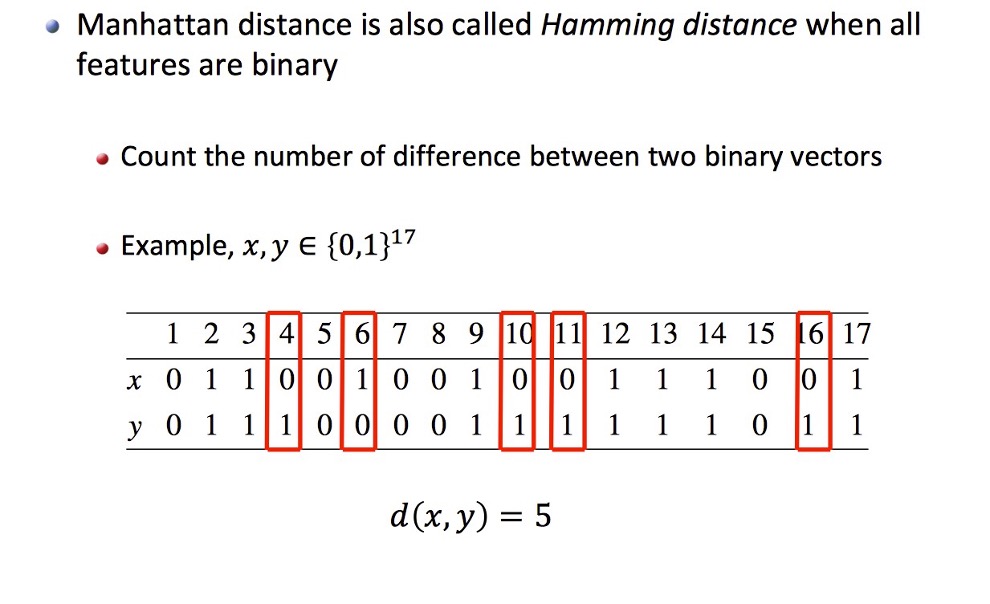 Manhattan distance is also called Hamming distance when all
features are binary
Count the number of difference between two binary vectors
Example, x, y ∈ {0,1}¹⁷
1 2 3 4 5 6 7 8 9 10 11 12 13 14 15 16 17
x 0 1 1 0 0 1 0 0 1 0 0 1 1 1 0 0 1
y 0 1 1 1 0 0 0 0 1 1 1 1 1 1 0 1 1
d(x, y) = 5